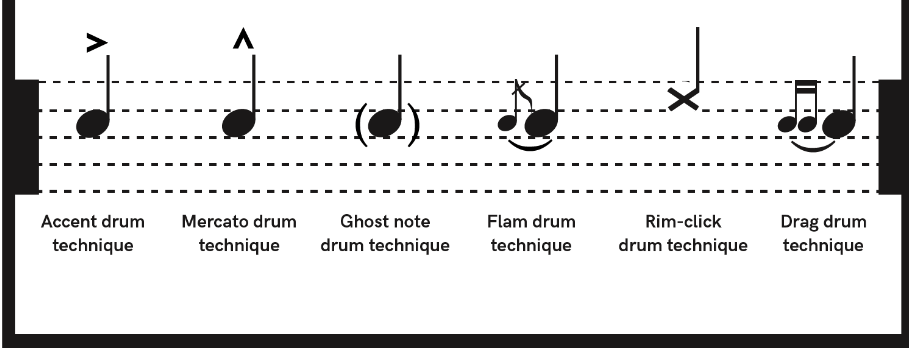 Accent drum
technique
Mercato drum
technique
Ghost note
drum technique
Flam drum
technique
Rim-click
drum technique
Drag drum
technique